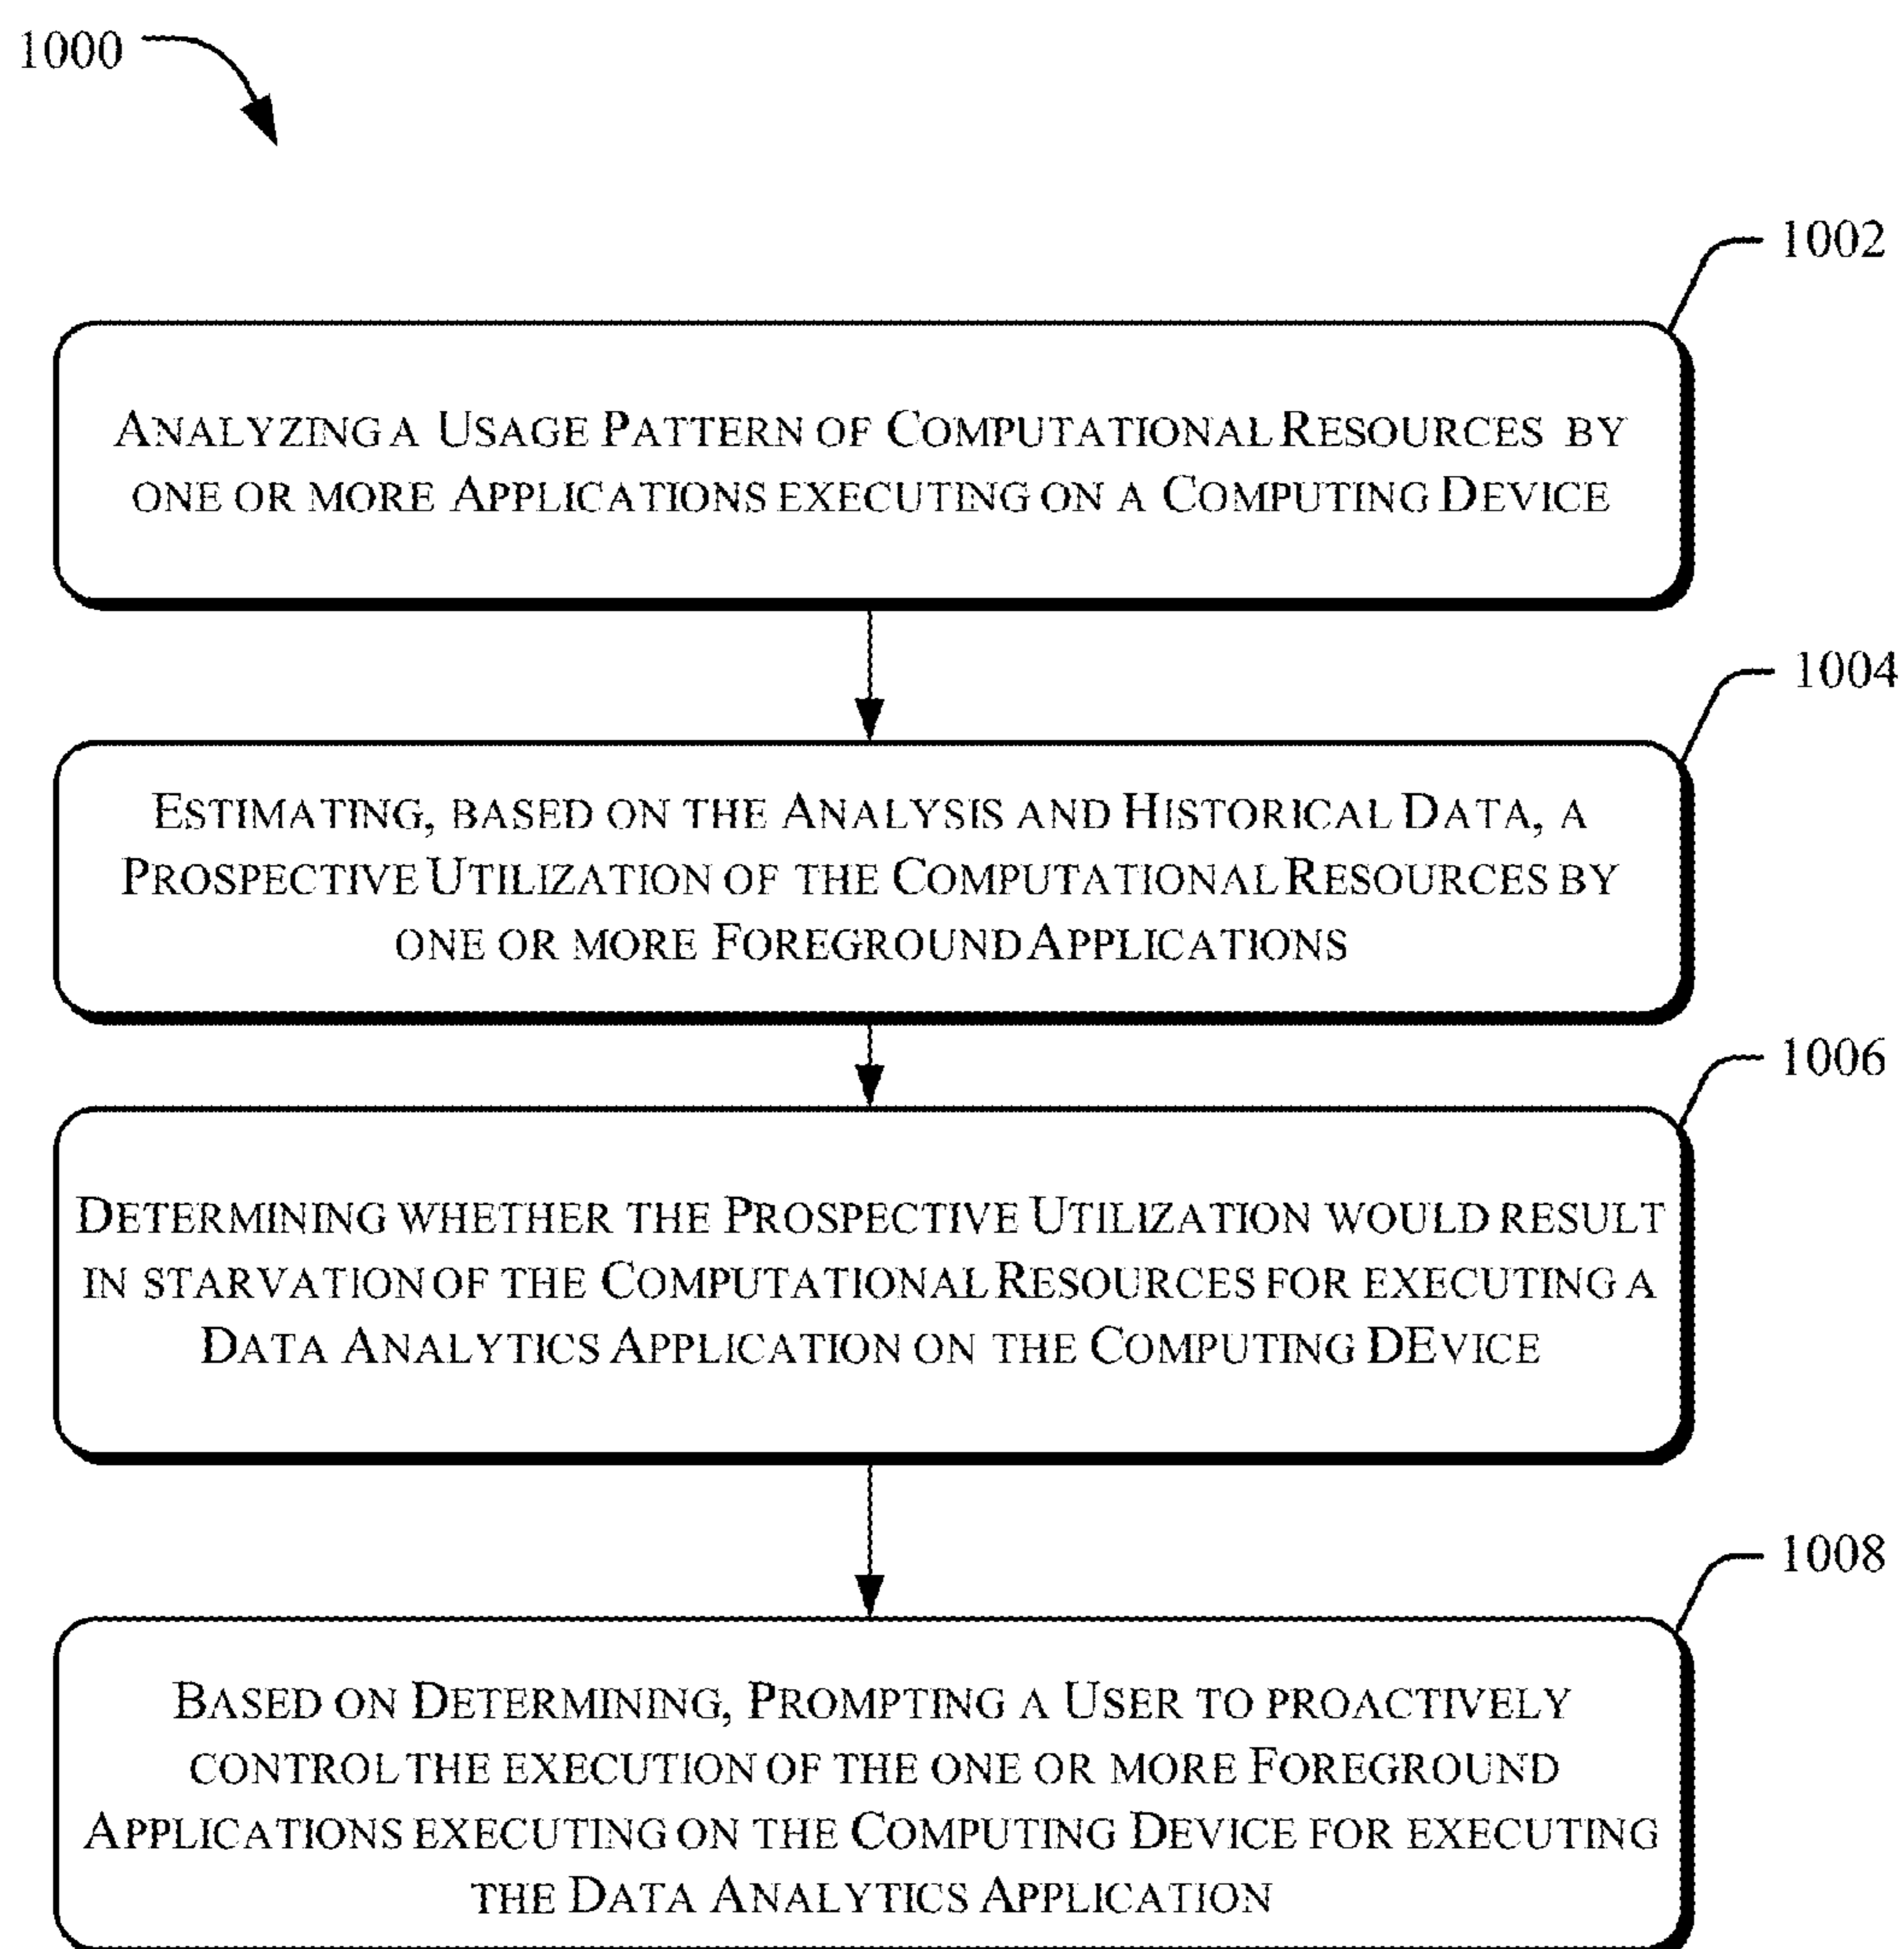 1000
1002
ANALYZING A USAGE PATTERN OF COMPUTATIONAL RESOURCES BY
ONE OR MORE APPLICATIONS EXECUTING ON A COMPUTING DEVICE
1004
ESTIMATING, BASED ON THE ANALYSIS AND HISTORICAL DATA, A
PROSPECTIVE UTILIZATION OF THE COMPUTATIONAL RESOURCES BY
ONE OR MORE FOREGROUND APPLICATIONS
1006
DETERMINING WHETHER THE PROSPECTIVE UTILIZATION WOULD RESULT
IN STARVATION OF THE COMPUTATIONAL RESOURCES FOR EXECUTING A
DATA ANALYTICS APPLICATION ON THE COMPUTING DEVICE
1008
BASED ON DETERMINING, PROMPTING A USER TO PROACTIVELY
CONTROL THE EXECUTION OF THE ONE OR MORE FOREGROUND
APPLICATIONS EXECUTING ON THE COMPUTING DEVICE FOR EXECUTING
THE DATA ANALYTICS APPLICATION